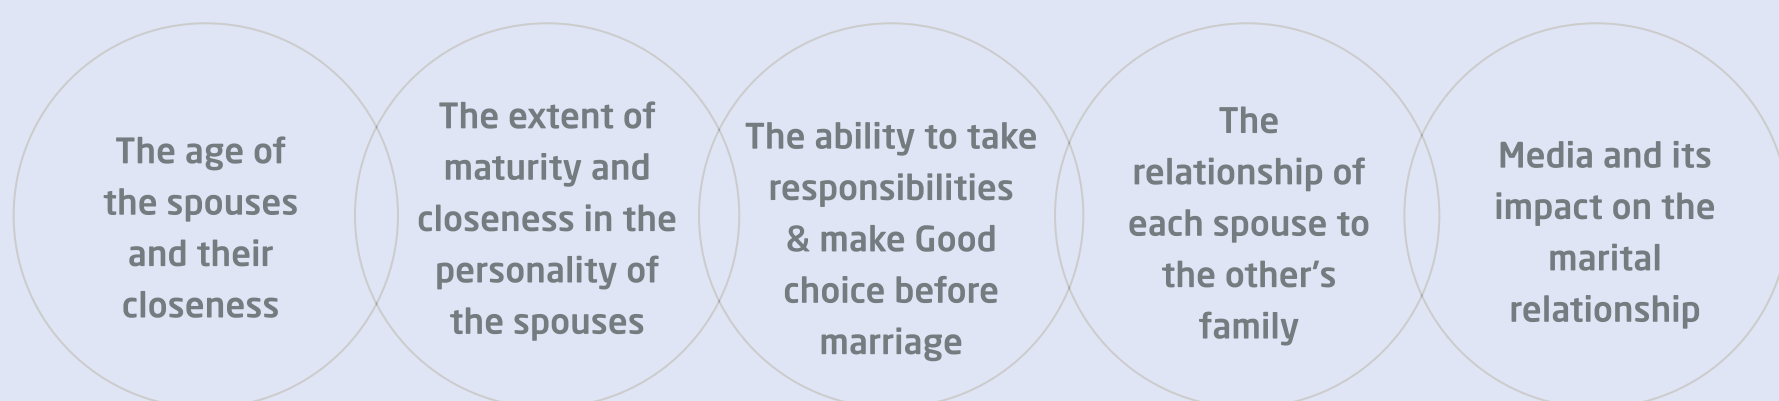 The age of
the spouses
and their
closeness
The extent of
maturity and
closeness in the
personality of
the spouses
The ability to take
responsibilities
& make Good
choice before
marriage
The
relationship of
each spouse to
the other's
family
Media and its
impact on the
marital
relationship